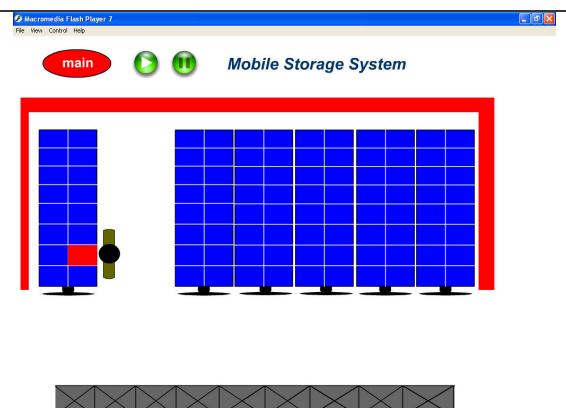 Macromedia Flash Player 7
File View Control Help
main
Mobile Storage System